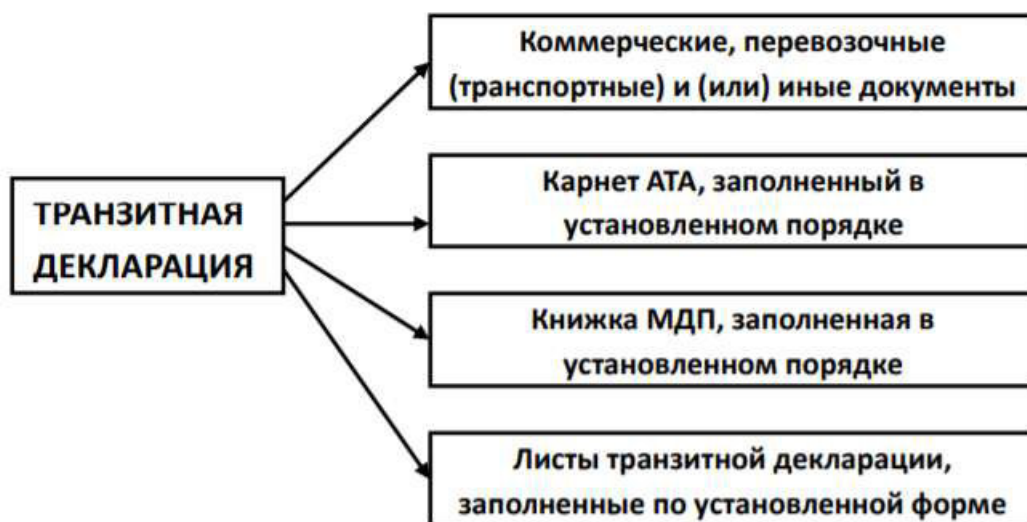 Коммерческие, перевозочные
(транспортные) и (или) иные документы
Карнет АТА, заполненный в
установленном порядке
ТРАНЗИТНАЯ
ДЕКЛАРАЦИЯ
Книжка МДП, заполненная в
установленном порядке
Листы транзитной декларации,
заполненные по установленной форме